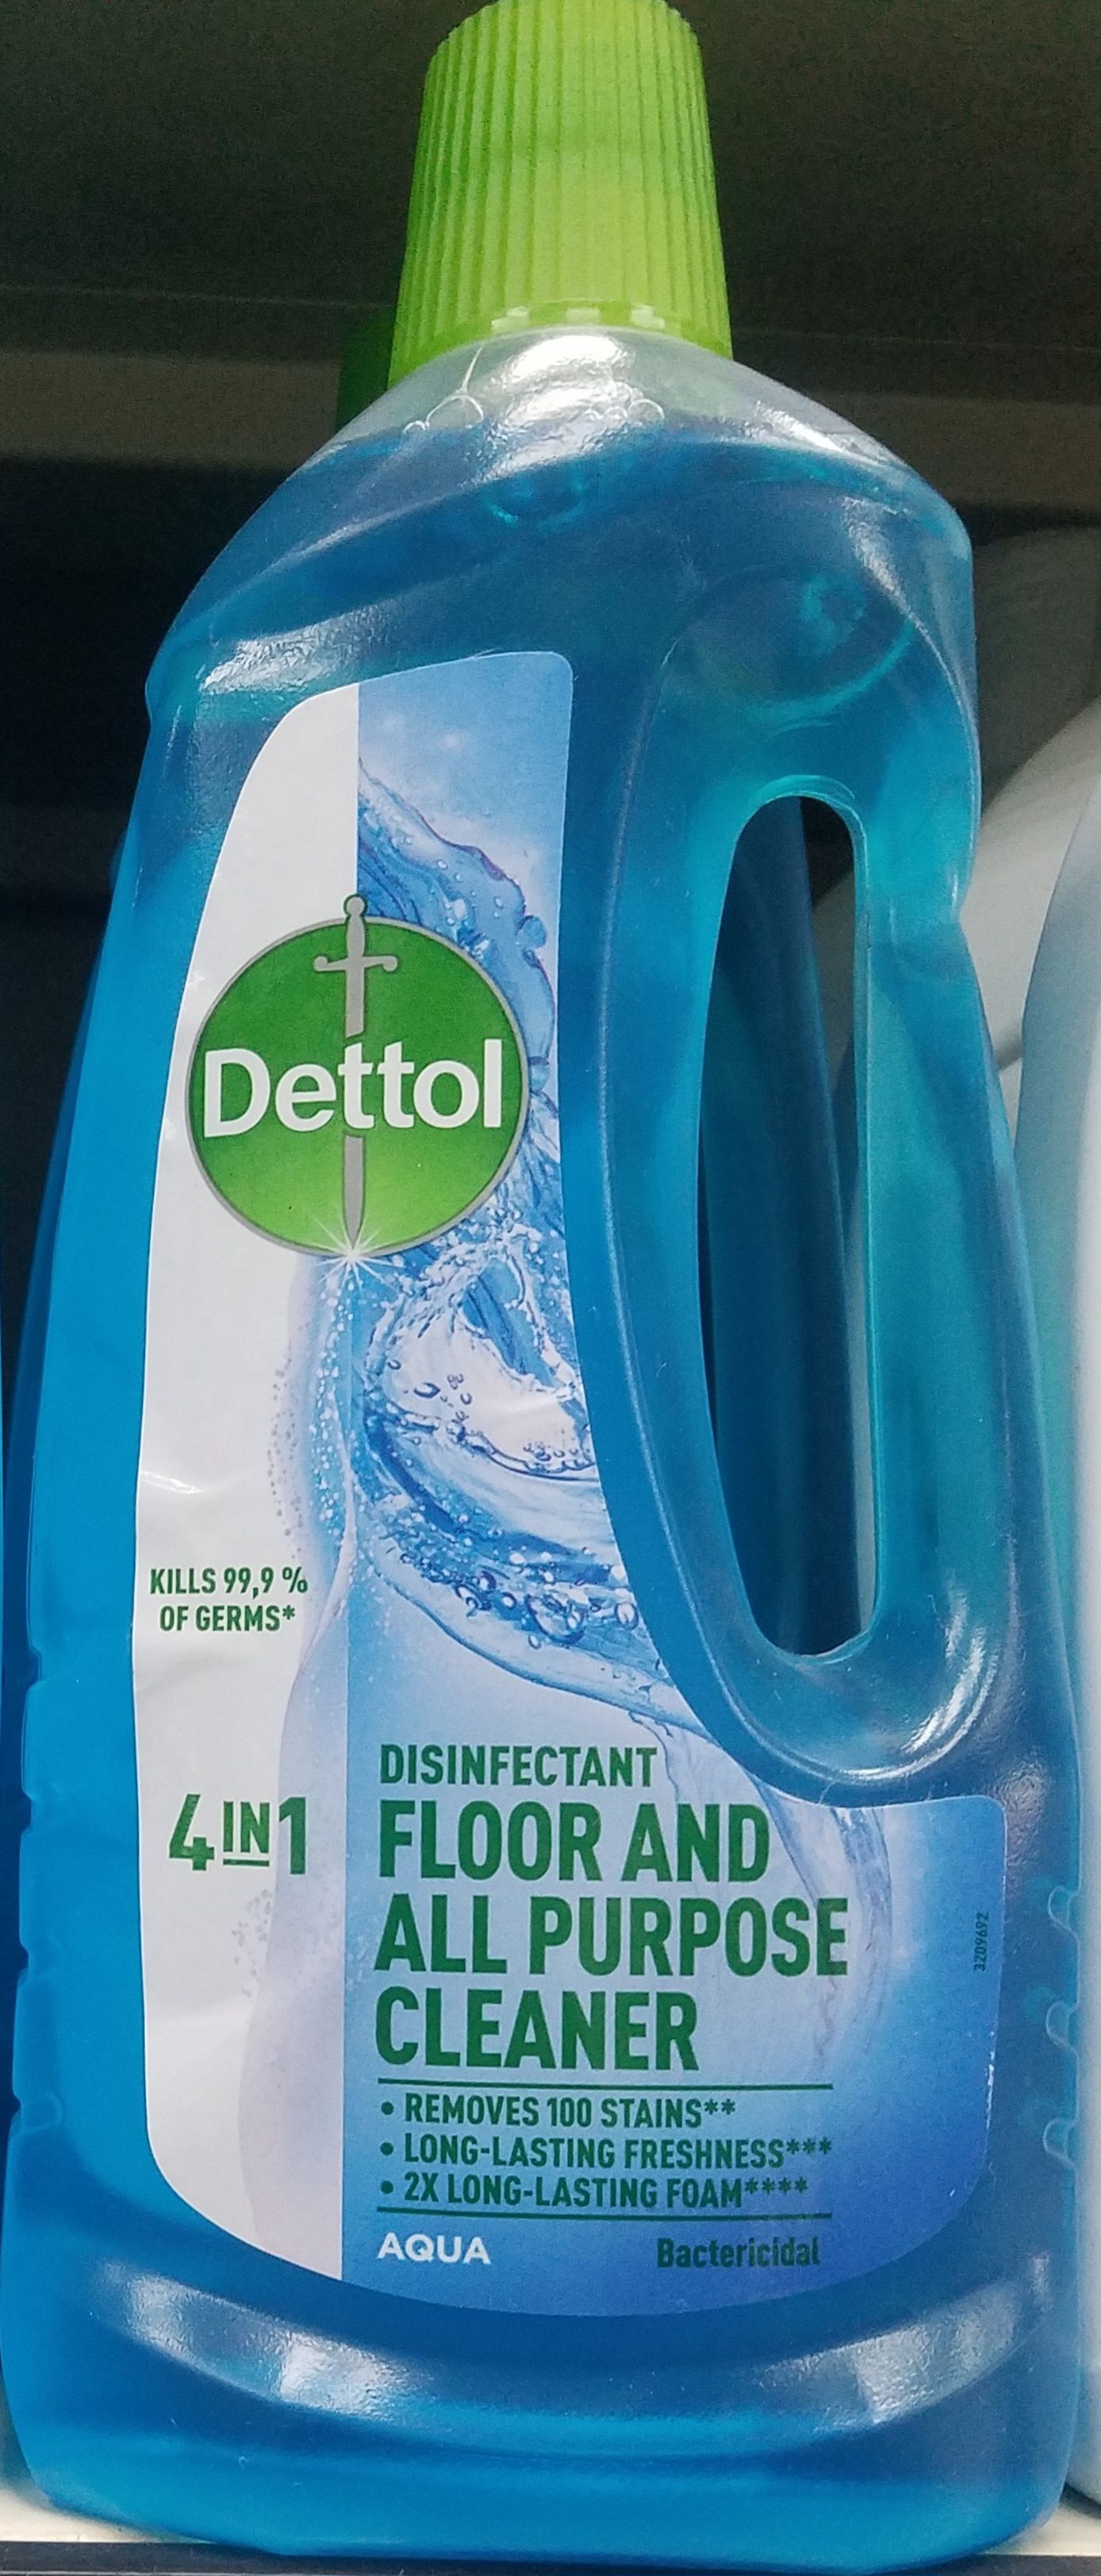 Dettol
KILLS 99,9 %
OF GERMS*
4 IN 1
DISINFECTANT
FLOOR AND
ALL PURPOSE
CLEANER
• REMOVES 100 STAINS**
• LONG-LASTING FRESHNESS***
• 2X LONG-LASTING FOAM****
AQUA
Bactericidal
3209692